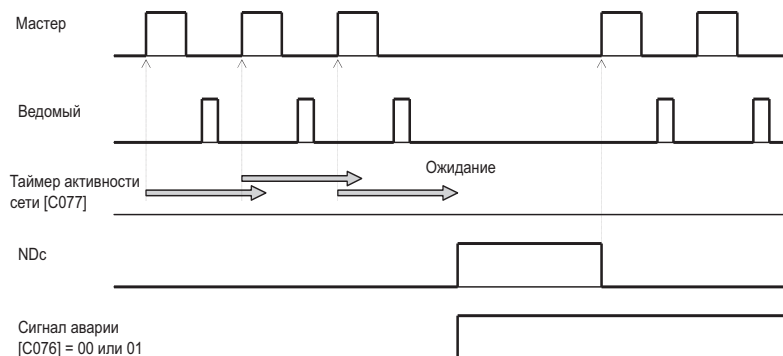 Мастер
Ведомый
Ожидание
Таймер активности
сети [C077]
NDc
Сигнал аварии
[C076] = 00 или 01